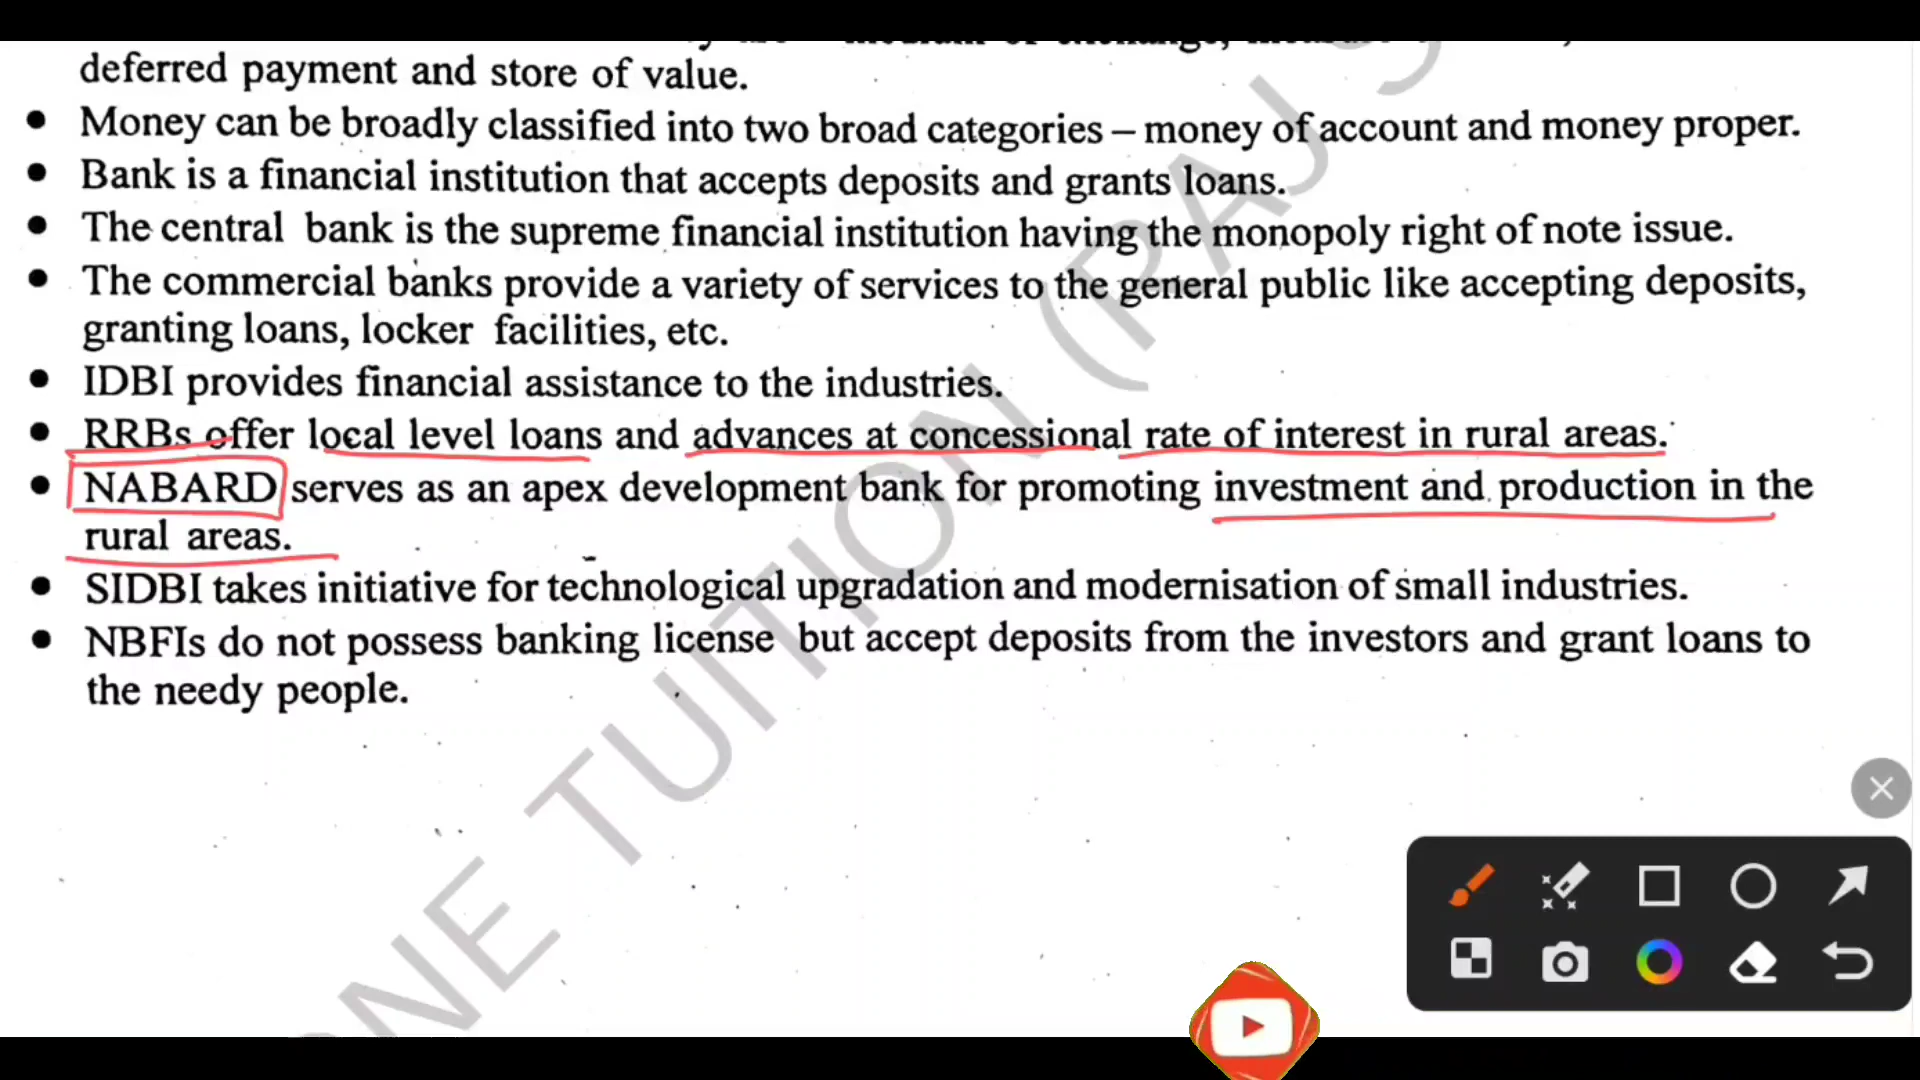 deferred payment and store of value.
• Money can be broadly classified into two broad categories – money of account and money proper.
• Bank is a financial institution that accepts deposits and grants loans.
• The central bank is the supreme financial institution having the monopoly right of note issue.
• The commercial banks provide a variety of services to the general public like accepting deposits,
granting loans, locker facilities, etc.
• IDBI provides financial assistance to the industries.
• RRBs offer local level loans and advances at concessional rate of interest in rural areas.
• NABARD serves as an apex development bank for promoting investment and production in the
rural areas.
• SIDBI takes initiative for technological upgradation and modernisation of small industries.
• NBFIs do not possess banking license but accept deposits from the investors and grant loans to
the needy people.
TUITION (RAJ S